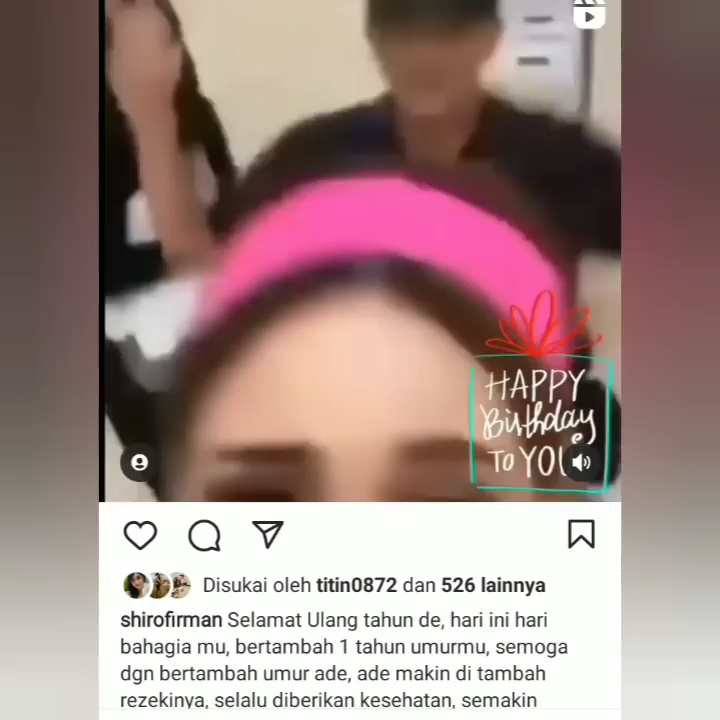 HAPPY
Birthday
To YOU
Disukai oleh titin0872 dan 526 lainnya
shirofirman Selamat Ulang tahun de, hari ini hari
bahagia mu, bertambah 1 tahun umurmu, semoga
dgn bertambah umur ade, ade makin di tambah
rezekinya, selalu diberikan kesehatan, semakin